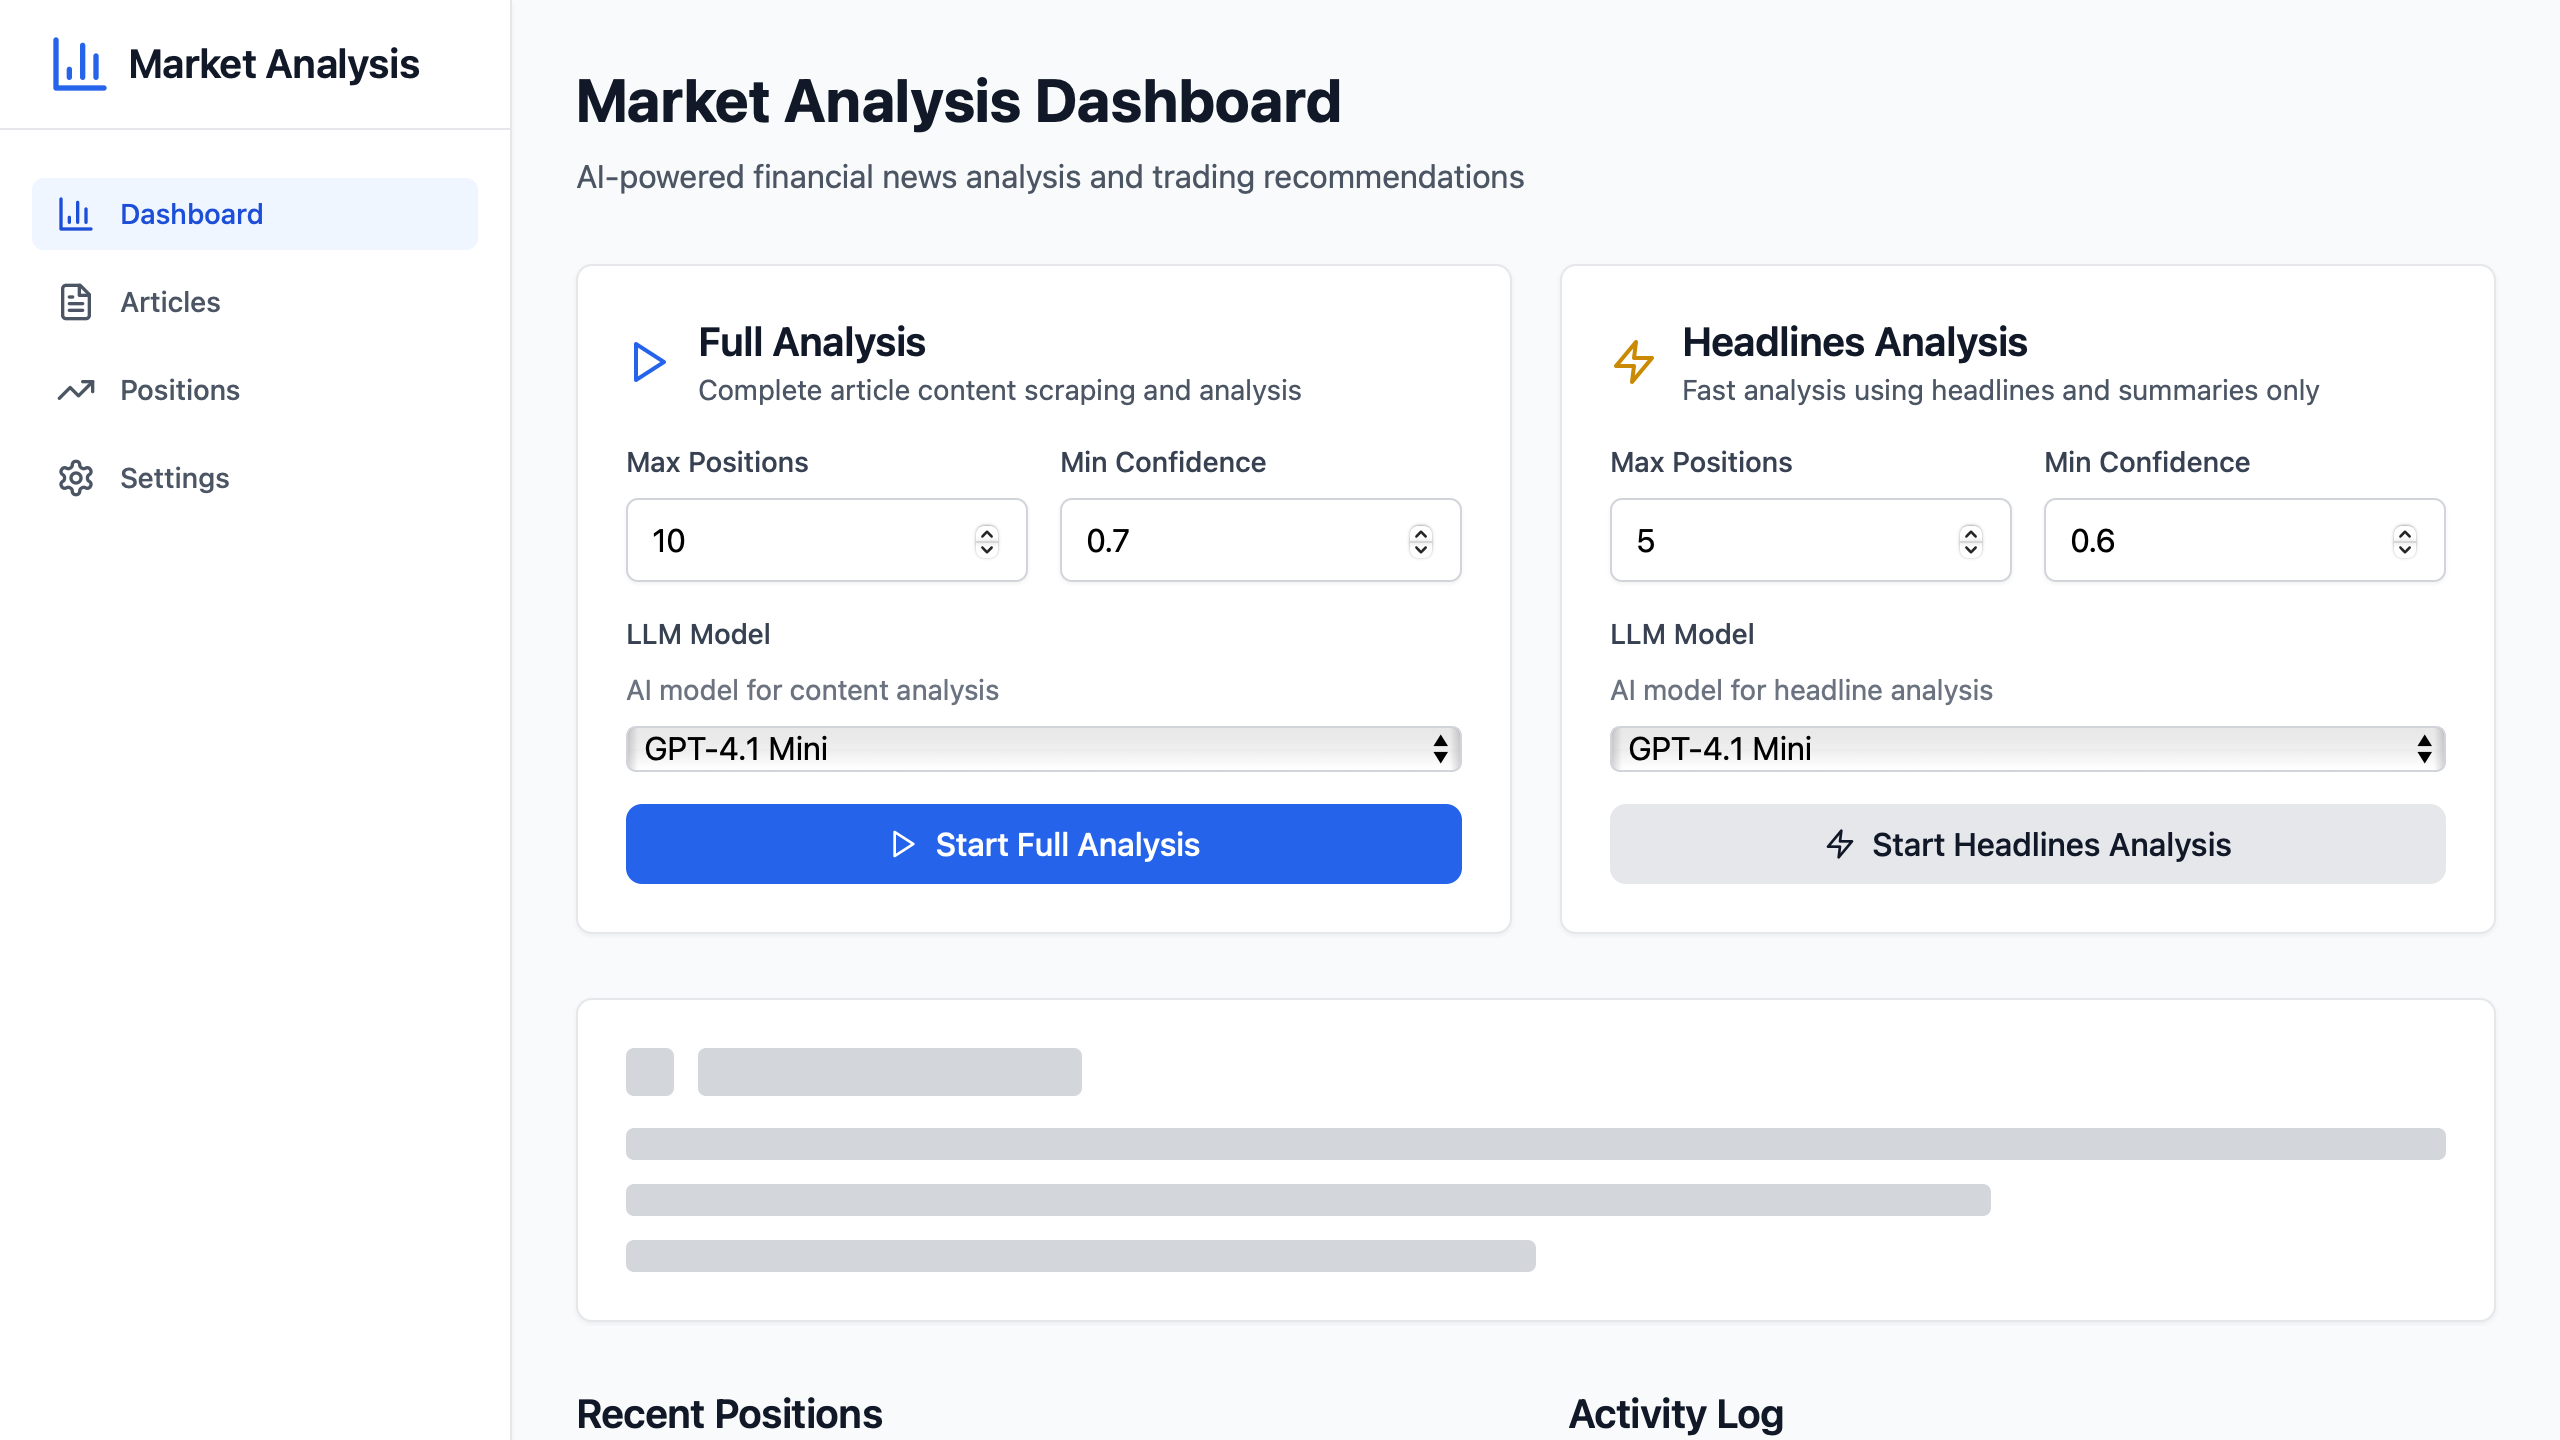 Market Analysis
Dashboard
Articles
Positions
Settings
Market Analysis Dashboard
AI-powered financial news analysis and trading recommendations
Full Analysis
Complete article content scraping and analysis
Max Positions
Min Confidence
10
0.7
LLM Model
AI model for content analysis
GPT-4.1 Mini
Start Full Analysis
Headlines Analysis
Fast analysis using headlines and summaries only
Max Positions
Min Confidence
5
0.6
LLM Model
AI model for headline analysis
GPT-4.1 Mini
Start Headlines Analysis
Recent Positions
Activity Log